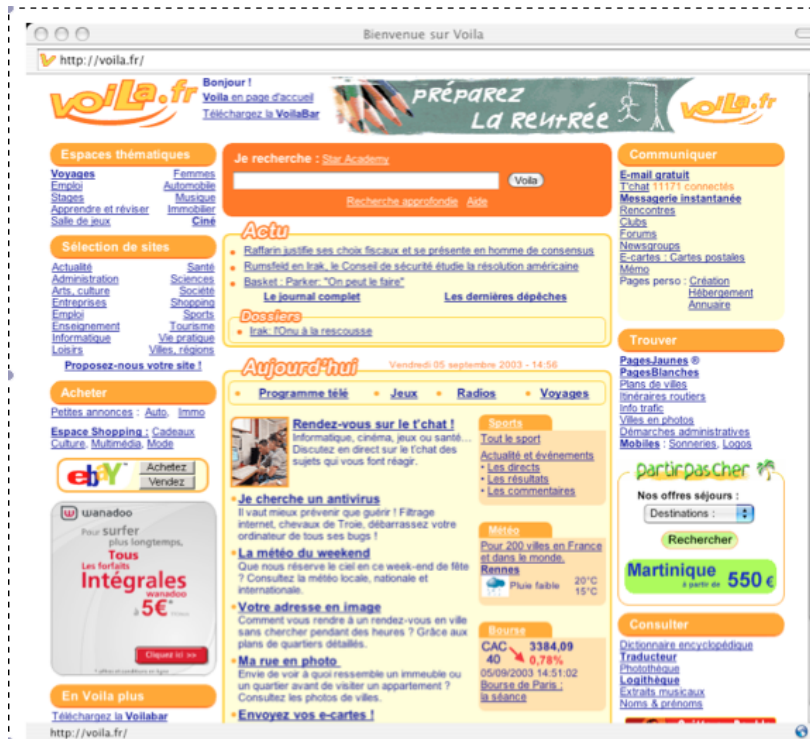 Bienvenue sur Voila
http://voila.fr/
voila.fr
Bonjour !
Voila en page d'accueil
Téléchargez la VoilaBar
PRÉPAREZ
LA RENTRÉE
voila.fr
Espaces thématiques
Voyages Femmes
Emploi Automobile
Stages Musique
Apprendre et réviser Immobilier
Salle de jeux Ciné
Sélection de sites
Actualité Santé
Administration Sciences
Arts, culture Société
Entreprises Shopping
Emploi Sports
Enseignement Tourisme
Informatique Vie pratique
Loisirs Villes, régions
Proposez-nous votre site !
Acheter
Petites annonces : Auto, Immo
Espace Shopping : Cadeaux
Culture, Multimédia, Mode
ebY Achetez
Vendez
wanadoo
Pour surfer
plus longtemps,
Tous
Les forfaits
Intégrales
wanadoo
à 5€
Cliquez ici >>
En Voila plus
Téléchargez la Voilabar
http://voila.fr/
Je recherche : Star Academy
Voila
Recherche approfondie Aide
Actu
Raffarin justifie ses choix fiscaux et se présente en homme de consensus
Rumsfeld en Irak, le Conseil de sécurité étudie la résolution américaine
Basket : Parker: "On peut le faire"
Le journal complet Les dernières dépêches
Dossiers
Irak: l'Onu à la rescousse
Aujourd'hui Vendredi 05 septembre 2003 - 14:56
Programme télé Jeux Radios Voyages
Rendez-vous sur le t'chat !
Informatique, cinéma, jeux ou santé...
Discutez en direct sur le t'chat des
sujets qui vous font réagir.
Je cherche un antivirus
Il vaut mieux prévenir que guérir ! Filtrage
internet, chevaux de Troie, débarrassez votre
ordinateur de tous ses bugs !
La météo du weekend
Que nous réserve le ciel en ce week-end de fête
? Consultez la météo locale, nationale et
internationale.
Votre adresse en image
Comment vous rendre à un rendez-vous en ville
sans chercher pendant des heures ? Grâce aux
plans de quartiers détaillés.
Ma rue en photo
Envie de voir à quoi ressemble un immeuble ou
un quartier avant de visiter un appartement ?
Consultez les photos de villes.
Envoyez vos e-cartes !
Sports
Tout le sport
Actualité et événements
• Les directs
• Les résultats
• Les commentaires
Météo
Pour 200 villes en France
et dans le monde.
Rennes
Pluie faible 20°C
15°C
Bourse
CAC 3384,09
40 0,78%
05/09/2003 14:51:02
Bourse de Paris :
la séance
Communiquer
E-mail gratuit
T'chat 11171 connectés
Messagerie instantanée
Rencontres
Clubs
Forums
Newsgroups
E-cartes : Cartes postales
Mémo
Pages perso : Création
Hébergement
Annuaire
Trouver
PagesJaunes ®
PagesBlanches
Plans de villes
Itinéraires routiers
Info trafic
Villes en photos
Démarches administratives
Mobiles : Sonneries, Logos
partirpascher
Nos offres séjours :
Destinations :
Rechercher
Martinique
à partir de 550 €
Consulter
Dictionnaire encyclopédique
Traducteur
Photothèque
Logithèque
Extraits musicaux
Noms & prénoms